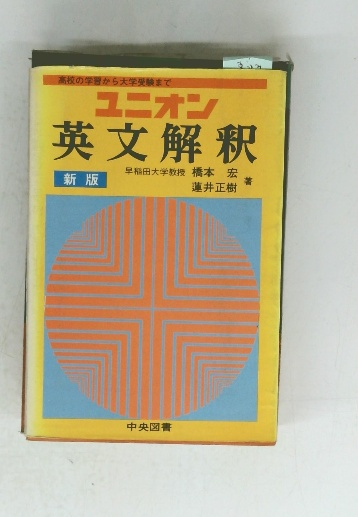 高校の学習から大学受験まで
ユニオン
英文解釈
新版
早稲田大学教授 橋本 宏
蓮井正樹 著
中央図書